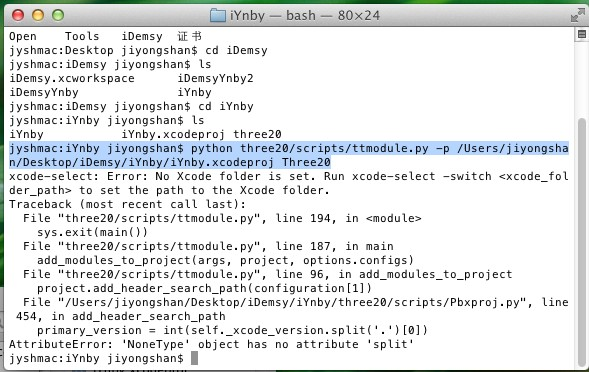 iYnby — bash — 80×24
Open    Tools   iDemsy  证书
jyshmac:Desktop jiyongshan$ cd iDemsy
jyshmac:iDemsy jiyongshan$ ls
iDemsy.xcworkspace      iDemsyYnby2
iDemsyYnby              iYnby
jyshmac:iDemsy jiyongshan$ cd iYnby
jyshmac:iYnby jiyongshan$ ls
iYnby           iYnby.xcodeproj three20
jyshmac:iYnby jiyongshan$ python three20/scripts/ttmodule.py -p /Users/jiyongsha
n/Desktop/iDemsy/iYnby/iYnby.xcodeproj Three20
xcode-select: Error: No Xcode folder is set. Run xcode-select -switch <xcode_fol
der_path> to set the path to the Xcode folder.
Traceback (most recent call last):
  File "three20/scripts/ttmodule.py", line 194, in <module>
    sys.exit(main())
  File "three20/scripts/ttmodule.py", line 187, in main
    add_modules_to_project(args, project, options.configs)
  File "three20/scripts/ttmodule.py", line 96, in add_modules_to_project
    project.add_header_search_path(configuration[1])
  File "/Users/jiyongshan/Desktop/iDemsy/iYnby/three20/scripts/Pbxproj.py", line
 454, in add_header_search_path
    primary_version = int(self._xcode_version.split('.')[0])
AttributeError: 'NoneType' object has no attribute 'split'
jyshmac:iYnby jiyongshan$